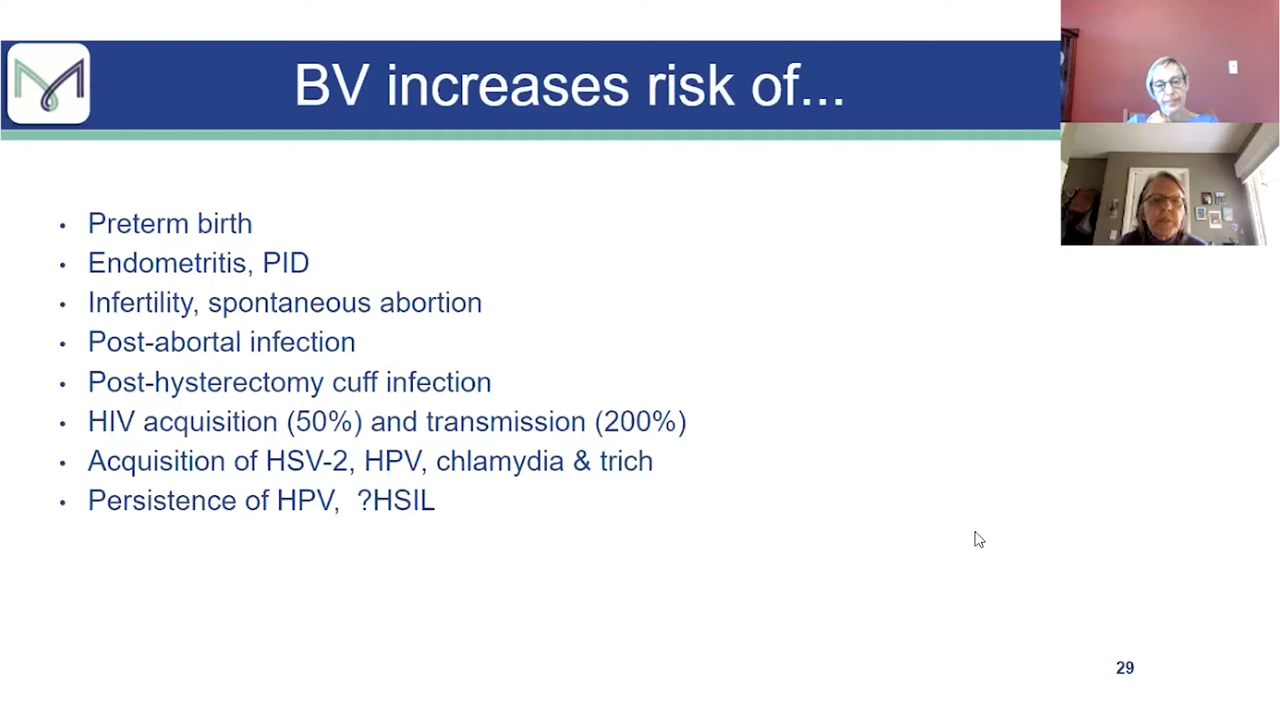 BV increases risk of...
• Preterm birth
• Endometritis, PID
• Infertility, spontaneous abortion
• Post-abortal infection
• Post-hysterectomy cuff infection
• HIV acquisition (50%) and transmission (200%)
• Acquisition of HSV-2, HPV, chlamydia & trich
• Persistence of HPV, ?HSIL
29